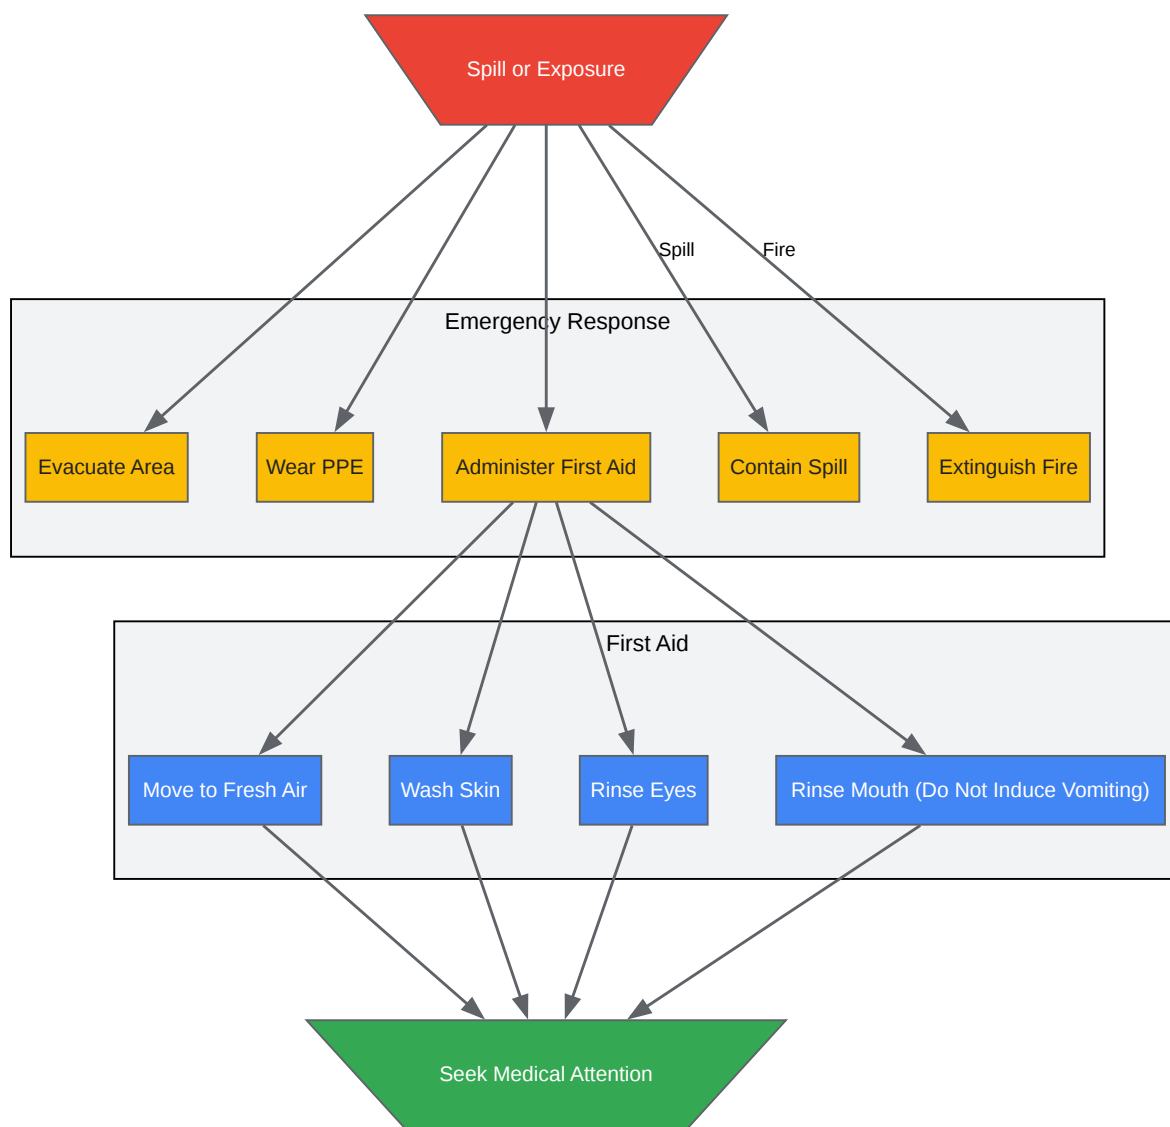 Spill or Exposure
Spill
Fire
Emergency Response
Evacuate Area
Wear PPE
Administer First Aid
Contain Spill
Extinguish Fire
First Aid
Move to Fresh Air
Wash Skin
Rinse Eyes
Rinse Mouth (Do Not Induce Vomiting)
Seek Medical Attention